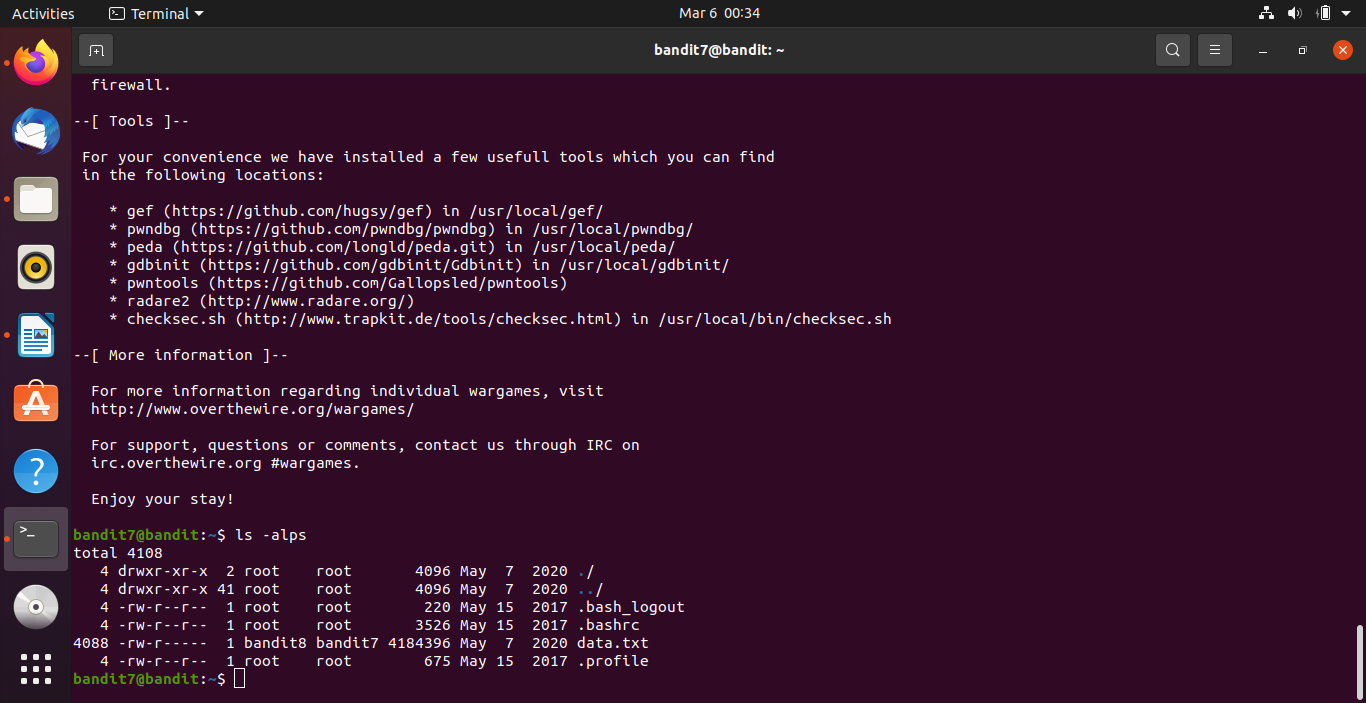 Activities Terminal Mar 6 00:34
bandit7@bandit: ~
firewall.
--[ Tools ]--
For your convenience we have installed a few usefull tools which you can find
in the following locations:
* gef (https://github.com/hugsy/gef) in /usr/local/gef/
* pwndbg (https://github.com/pwndbg/pwndbg) in /usr/local/pwndbg/
* peda (https://github.com/longld/peda.git) in /usr/local/peda/
* gdbinit (https://github.com/gdbinit/Gdbinit) in /usr/local/gdbinit/
* pwntools (https://github.com/Gallopsled/pwntools)
* radare2 (http://www.radare.org/)
* checksec.sh (http://www.trapkit.de/tools/checksec.html) in /usr/local/bin/checksec.sh
--[ More information ]--
For more information regarding individual wargames, visit
http://www.overthewire.org/wargames/
For support, questions or comments, contact us through IRC on
irc.overthewire.org #wargames.
Enjoy your stay!
bandit7@bandit:~$ ls -alps
total 4108
4 drwxr-xr-x 2 root root 4096 May 7 2020 ./
4 drwxr-xr-x 41 root root 4096 May 7 2020 ../
4 -rw-r--r-- 1 root root 220 May 15 2017 .bash_logout
4 -rw-r--r-- 1 root root 3526 May 15 2017 .bashrc
4088 -rw-r----- 1 bandit8 bandit7 4184396 May 7 2020 data.txt
4 -rw-r--r-- 1 root root 675 May 15 2017 .profile
bandit7@bandit:~$